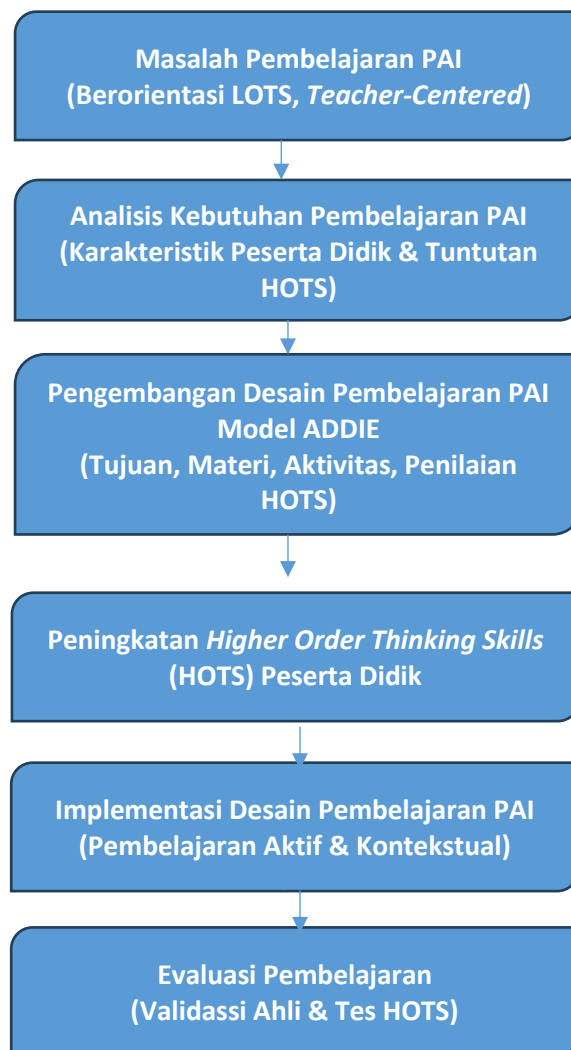 Masalah Pembelajaran PAI
(Berorientasi LOTS, Teacher-Centered)
Analisis Kebutuhan Pembelajaran PAI
(Karakteristik Peserta Didik & Tuntutan
HOTS)
Pengembangan Desain Pembelajaran PAI
Model ADDIE
(Tujuan, Materi, Aktivitas, Penilaian
HOTS)
Peningkatan Higher Order Thinking Skills
(HOTS) Peserta Didik
Implementasi Desain Pembelajaran PAI
(Pembelajaran Aktif & Kontekstual)
Evaluasi Pembelajaran
(Validassi Ahli & Tes HOTS)